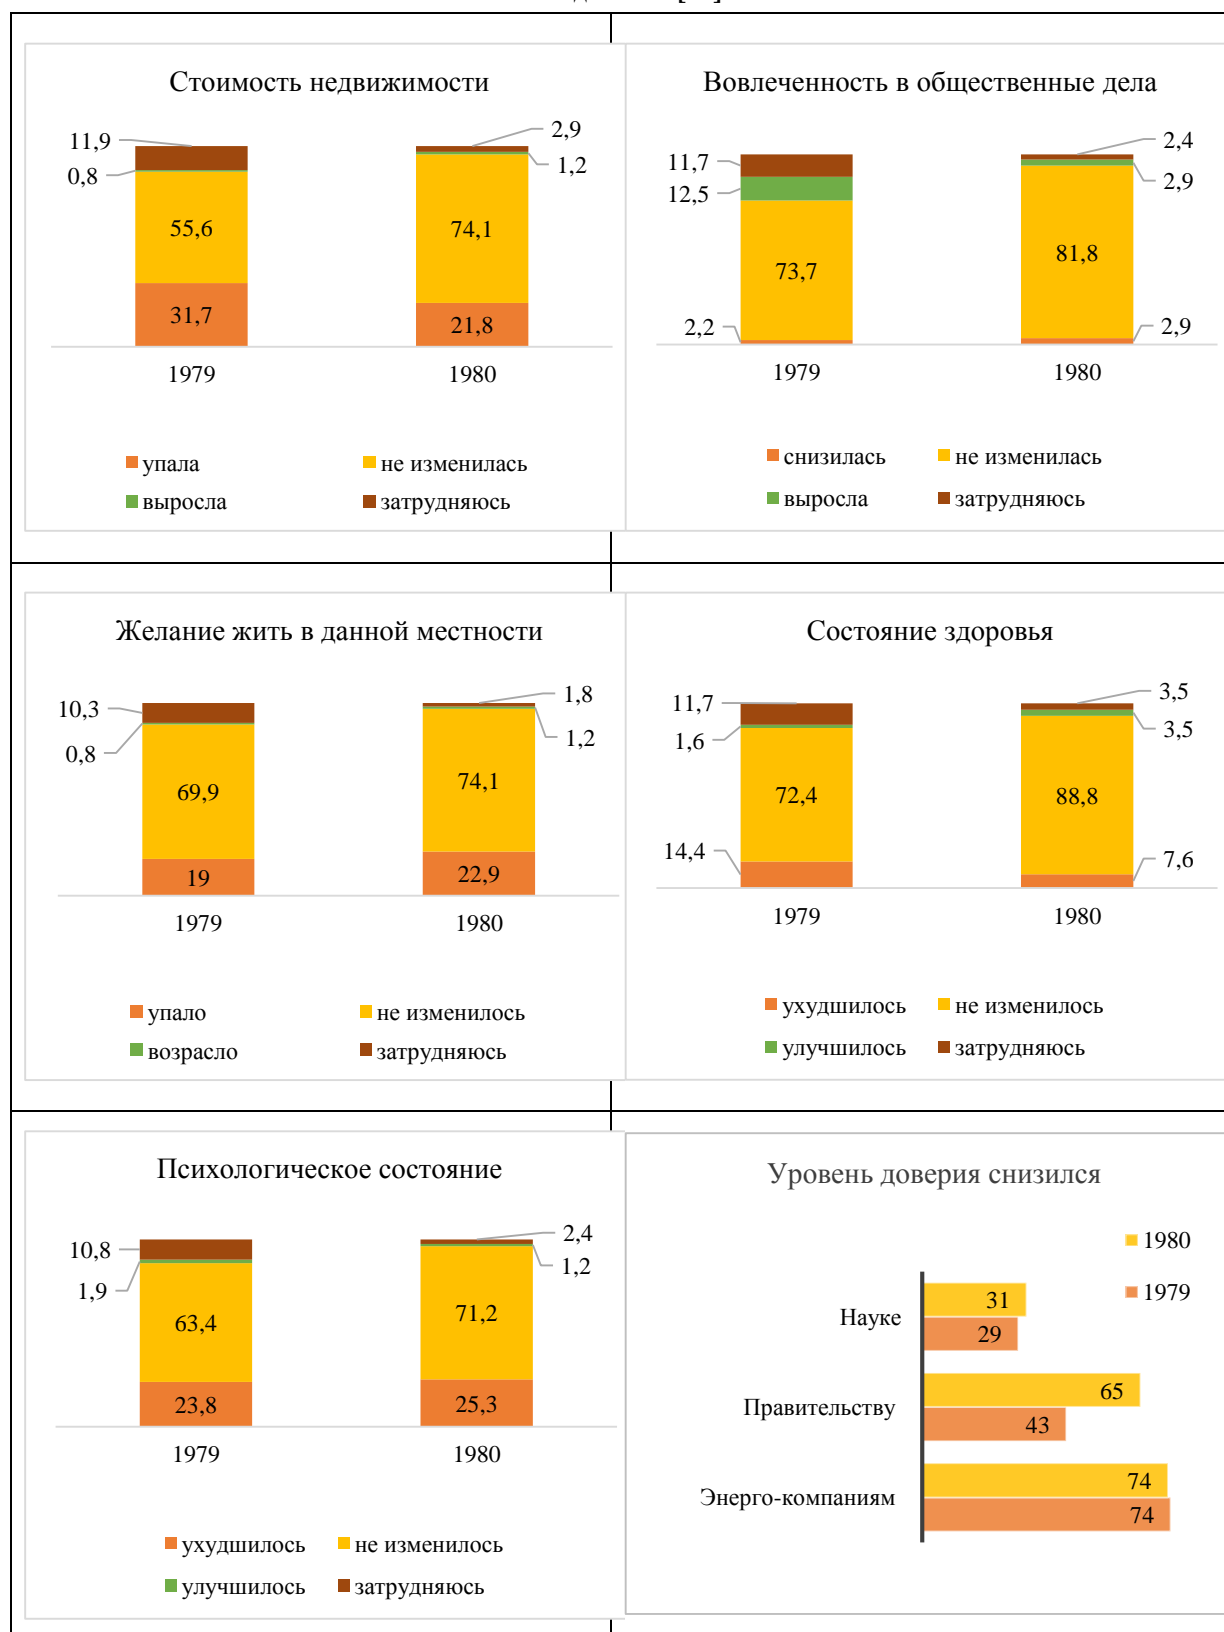 Стоимость недвижимости
11,9
2,9
0,8
1,2
55,6
74,1
31,7
21,8
1979
1980
упала
не изменилась
выросла
затрудняюсь
Вовлеченность в общественные дела
11,7
2,4
12,5
2,9
73,7
81,8
2,2
2,9
1979
1980
снизилась
не изменилась
выросла
затрудняюсь
Желание жить в данной местности
10,3
1,8
0,8
1,2
69,9
74,1
19
22,9
1979
1980
упало
не изменилось
возрасло
затрудняюсь
Состояние здоровья
11,7
3,5
1,6
3,5
72,4
88,8
14,4
7,6
1979
1980
ухудшилось
не изменилось
улучшилось
затрудняюсь
Психологическое состояние
10,8
2,4
1,9
1,2
63,4
71,2
23,8
25,3
1979
1980
ухудшилось
не изменилось
улучшилось
затрудняюсь
Уровень доверия снизился
1980
1979
Науке
31
29
Правительству
65
43
Энерго-компаниям
74
74